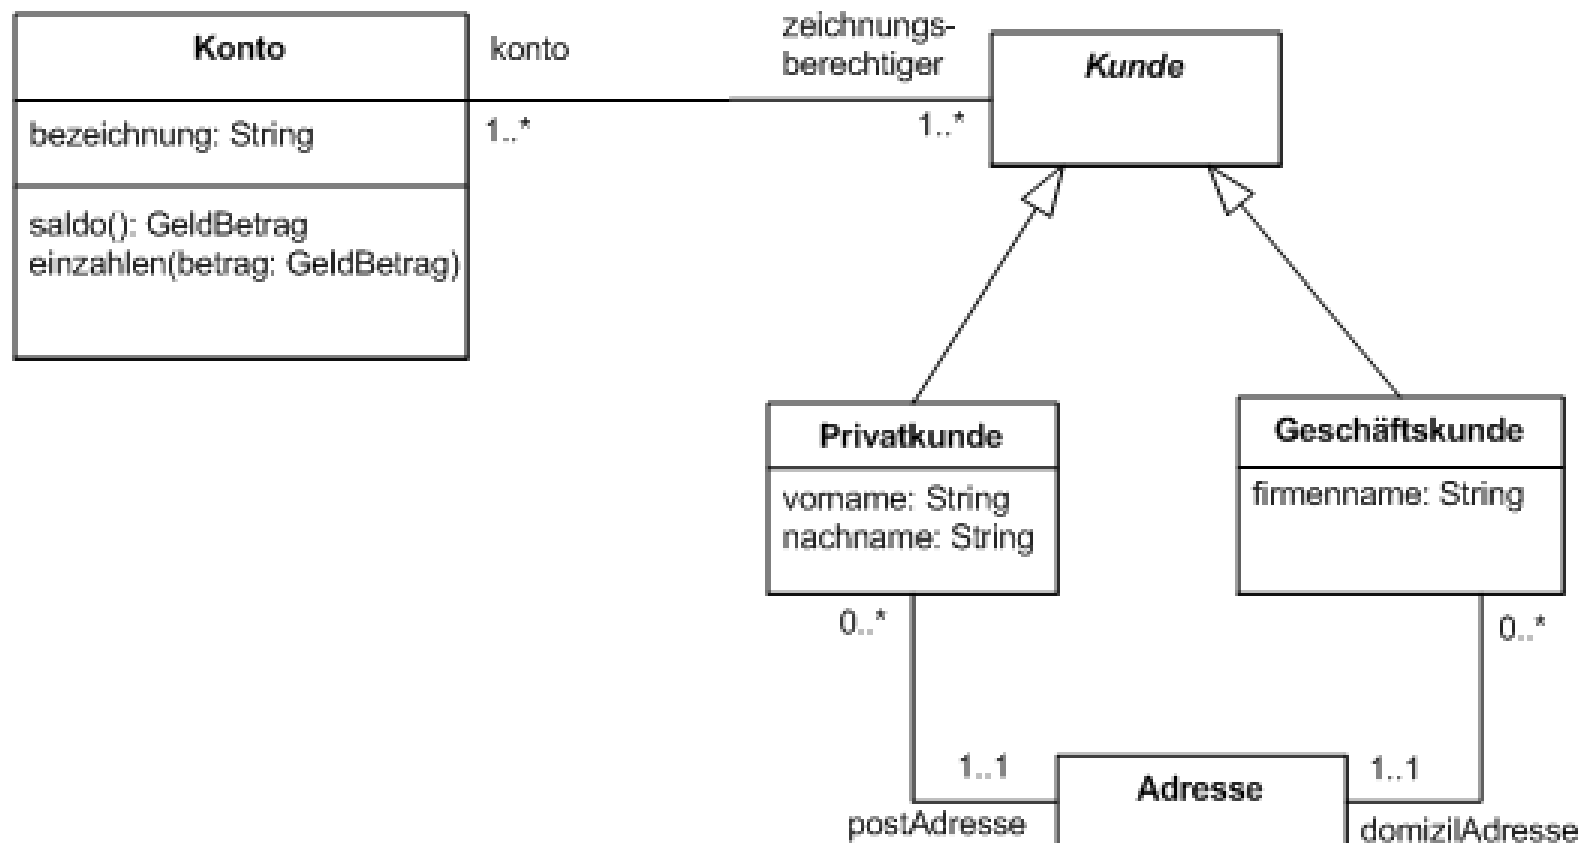 Konto
bezeichnung: String
saldo(): GeldBetrag
einzahlen(betrag: GeldBetrag)
konto
1..*
zeichnungs-
berechtiger
1..*
Kunde
Privatkunde
vorname: String
nachname: String
0..*
Geschäftskunde
firmenname: String
0..*
1..1
postAdresse
Adresse
1..1
domizilAdresse